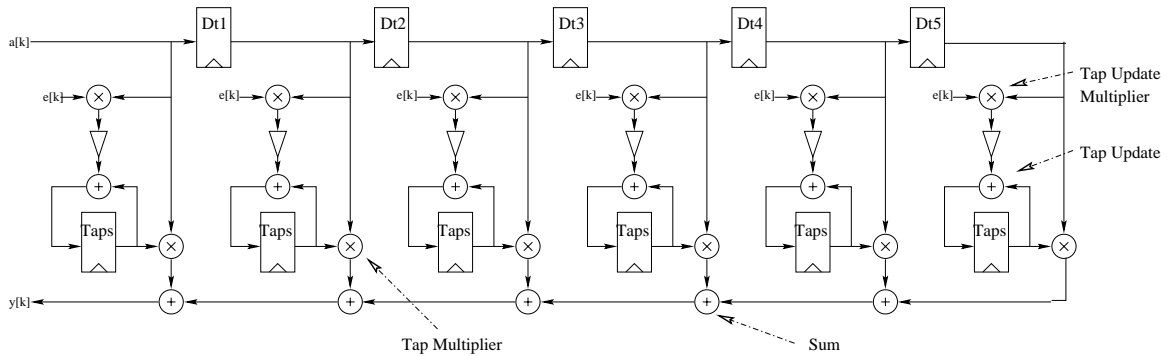 Dt1 Dt2 Dt3 Dt4 Dt5
a[k]
e[k] e[k] e[k] e[k] e[k] e[k]
Tap Update
Multiplier
Tap Update
Taps Taps Taps Taps Taps Taps
y[k]
Tap Multiplier
Sum